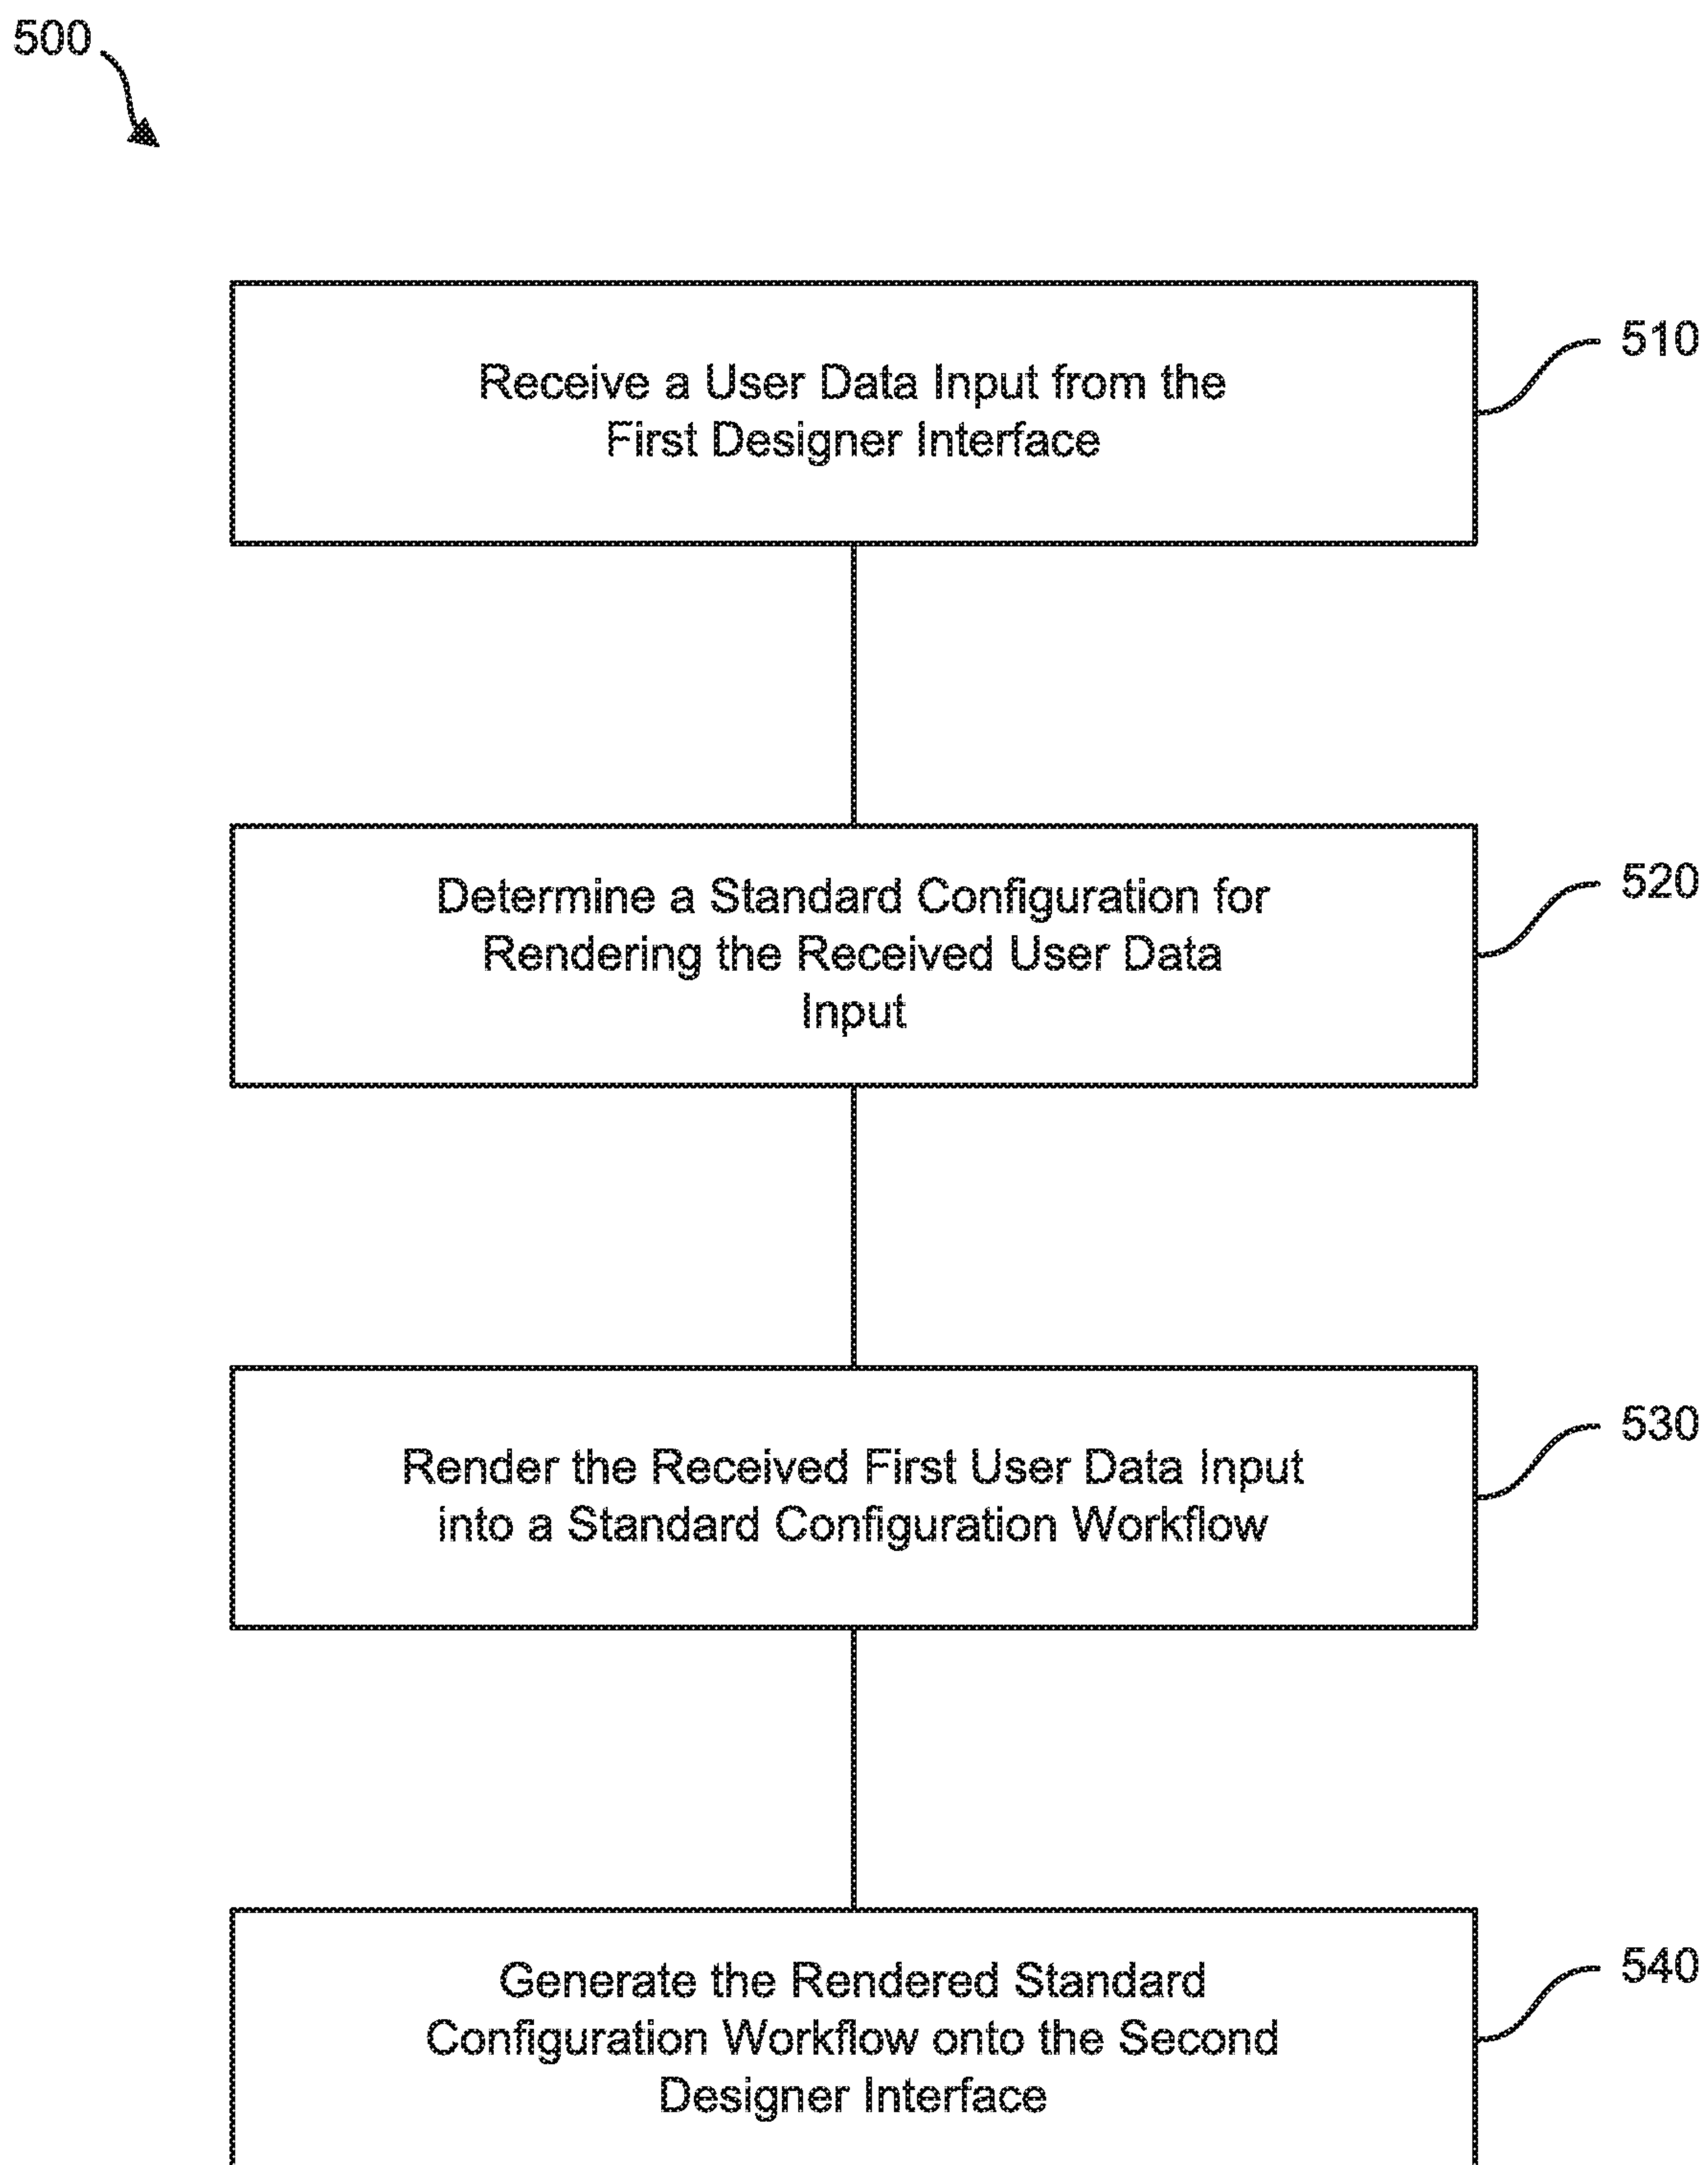 500
Receive a User Data Input from the
First Designer Interface
510
Determine a Standard Configuration for
Rendering the Received User Data
Input
520
Render the Received First User Data Input
into a Standard Configuration Workflow
530
Generate the Rendered Standard
Configuration Workflow onto the Second
Designer Interface
540